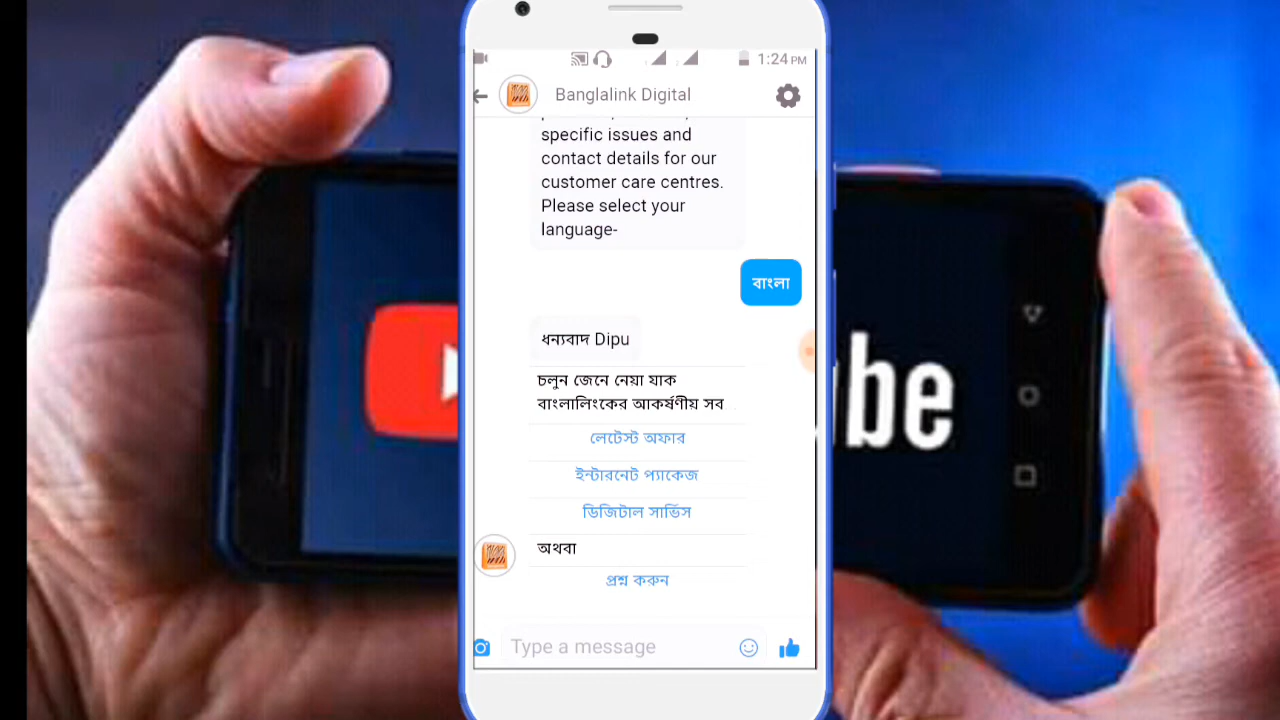 1:24 PM
Banglalink Digital
specific issues and
contact details for our
customer care centres.
Please select your
language-
বাংলা
ধন্যবাদ Dipu
চলুন জেনে নেয়া যাক
বাংলালিংকের আকর্ষণীয় সব
লেটেস্ট অফার
ইন্টারনেট প্যাকেজ
ডিজিটাল সার্ভিস
অথবা
প্রশ্ন করুন
Type a message
be